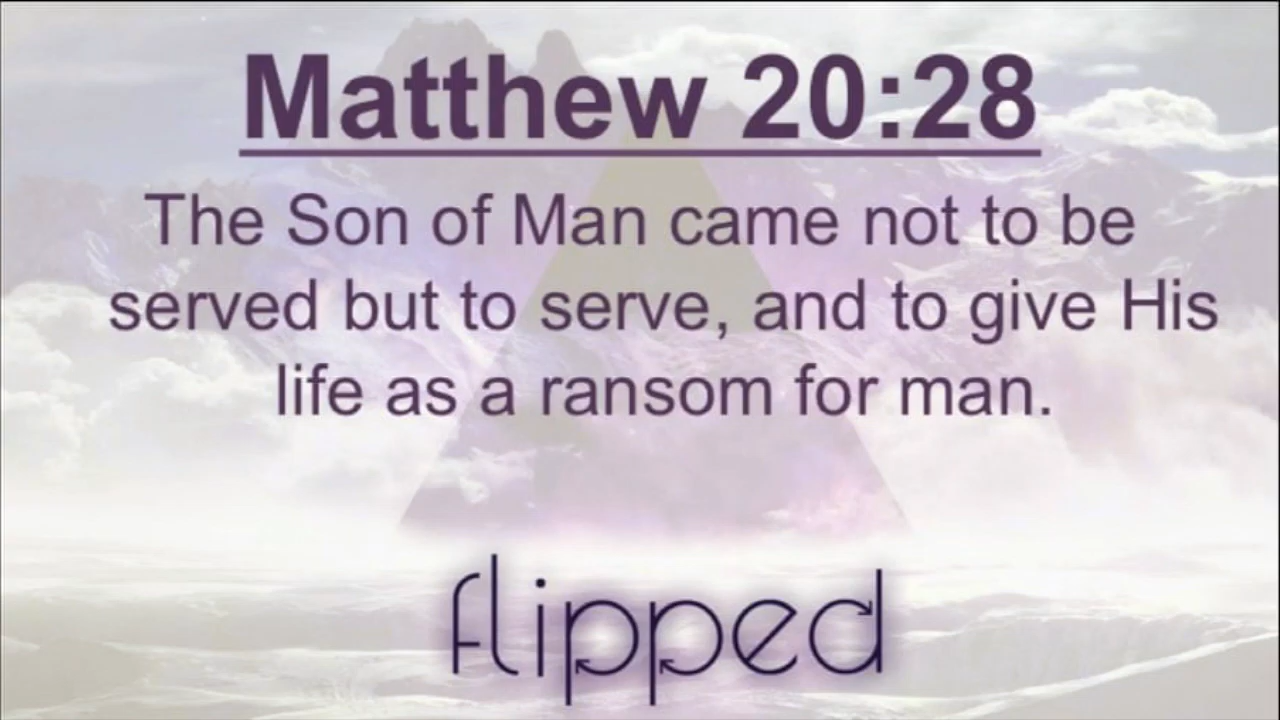 Matthew 20:28
The Son of Man came not to be
served but to serve, and to give His
life as a ransom for man.
flipped